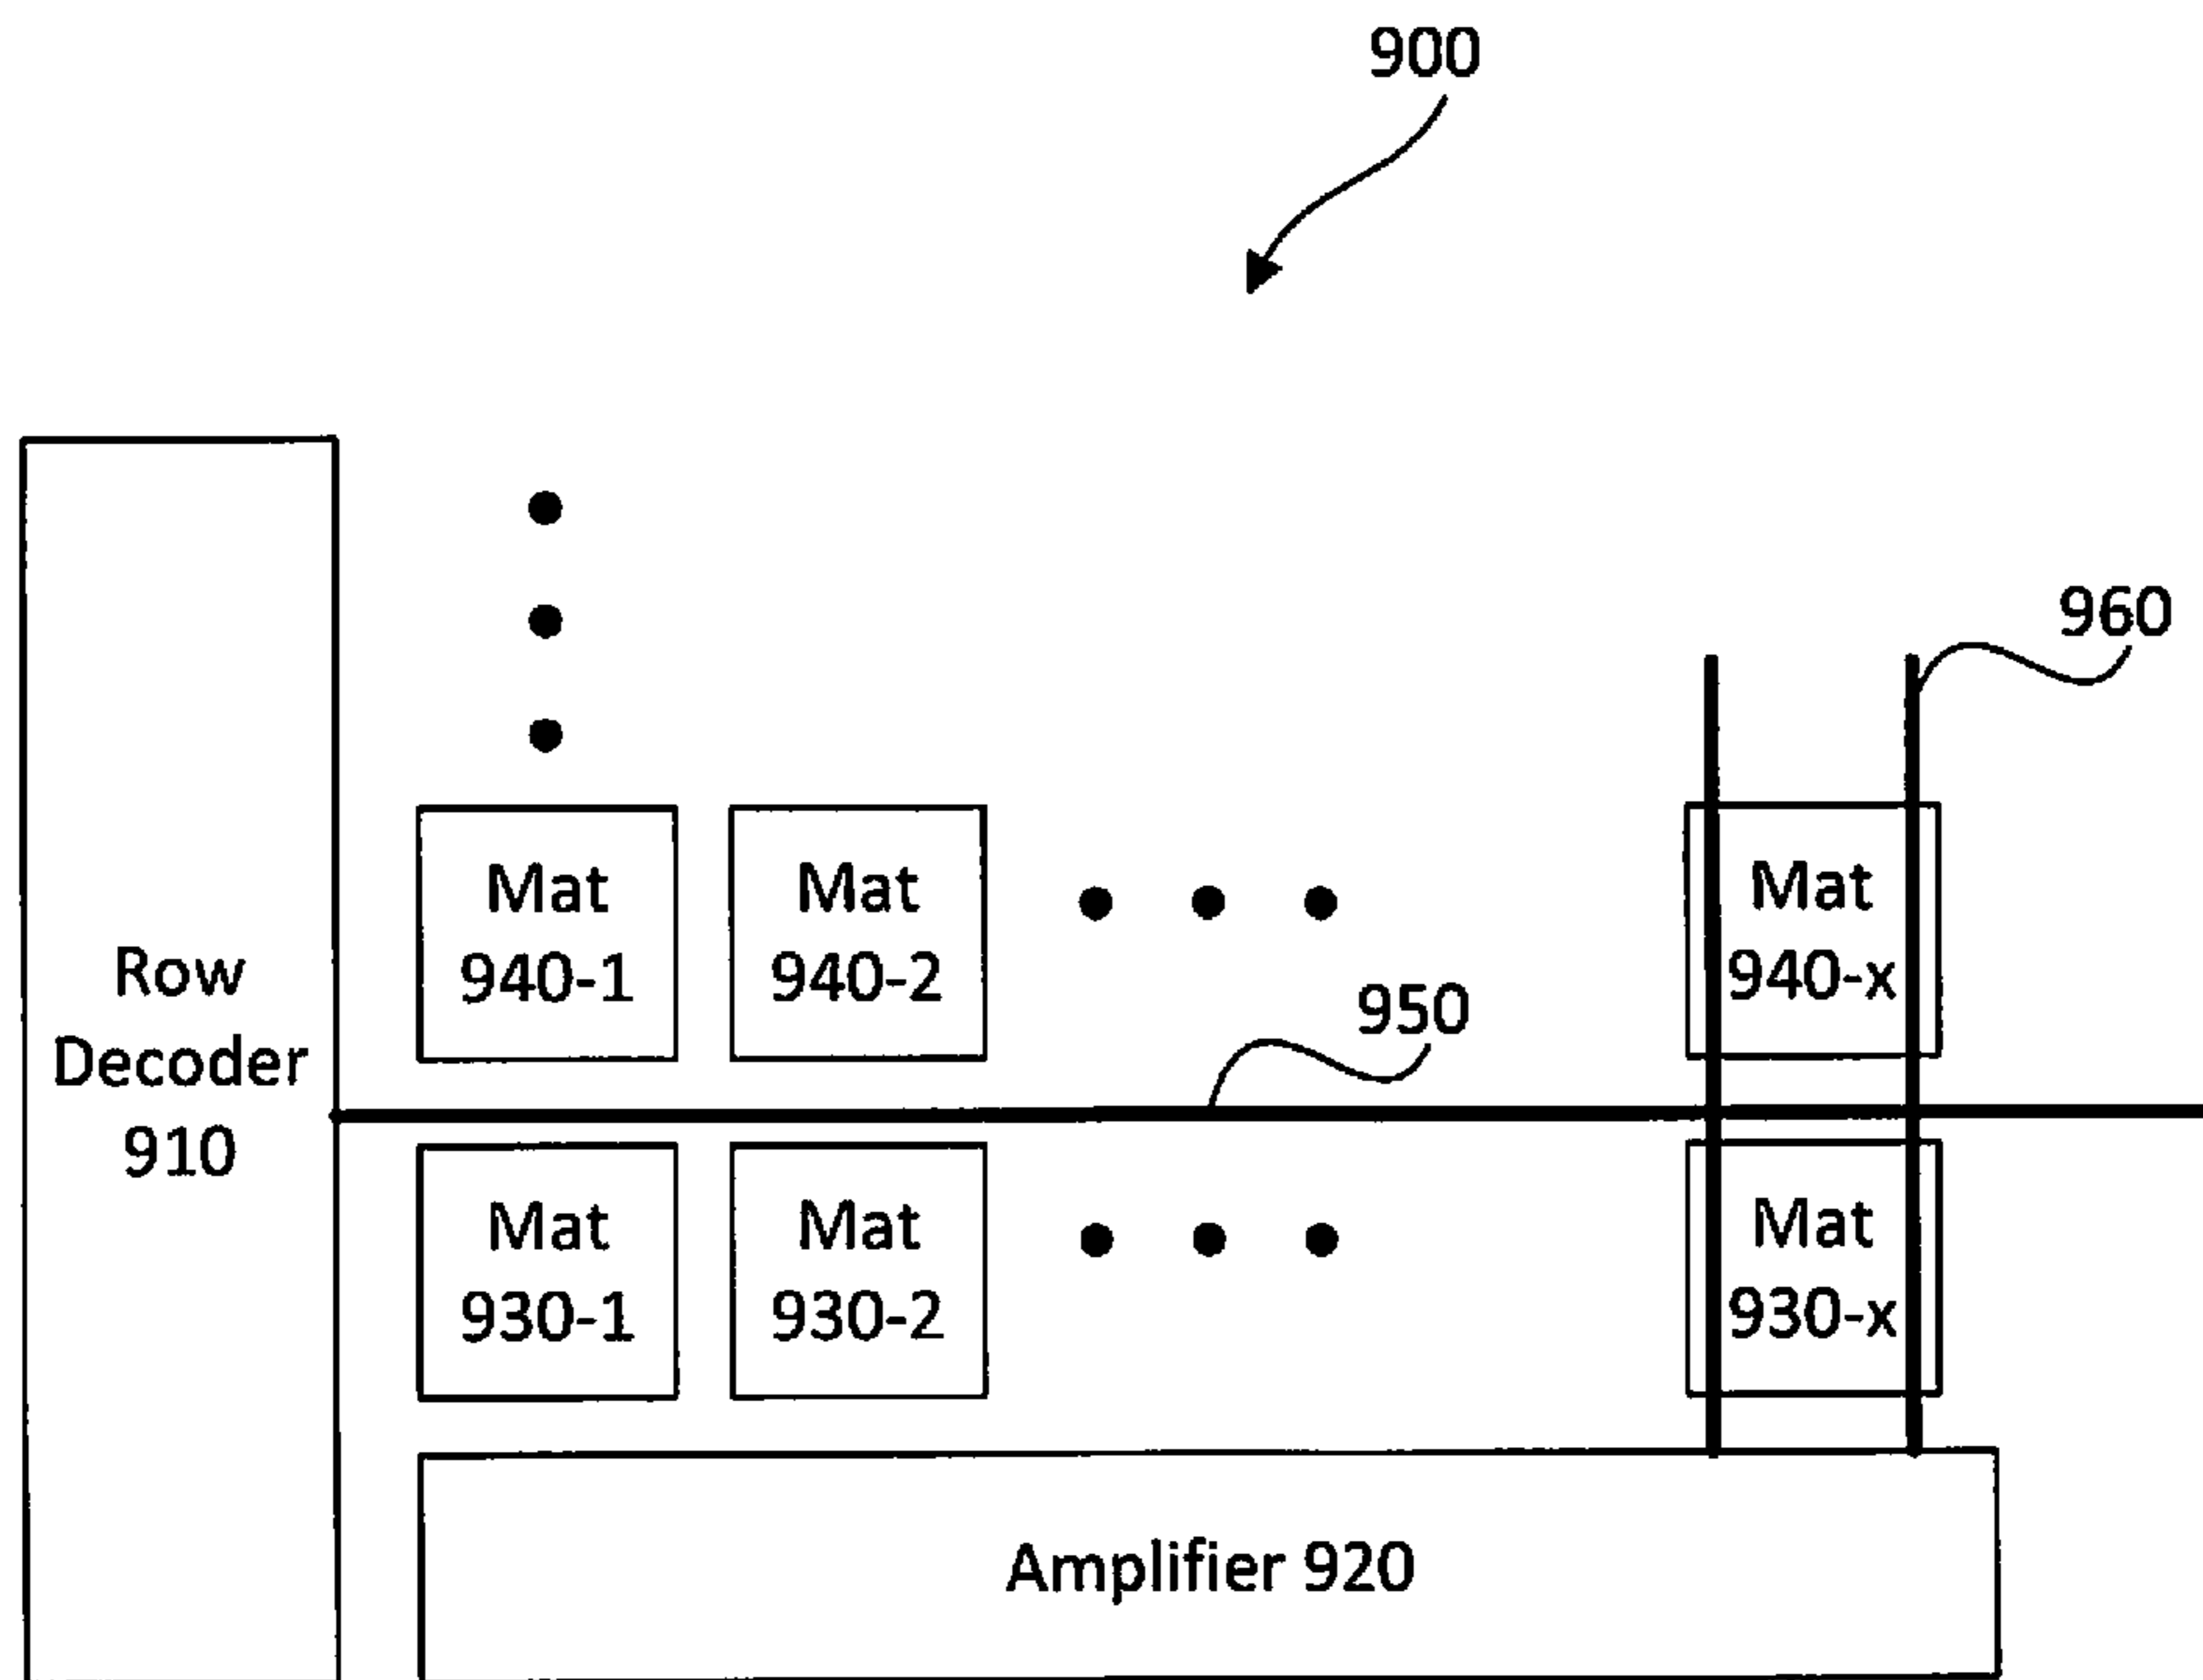 900
960
Mat
940-1
Mat
940-2
Mat
940-x
950
Row
Decoder
910
Mat
930-1
Mat
930-2
Mat
930-x
Amplifier 920